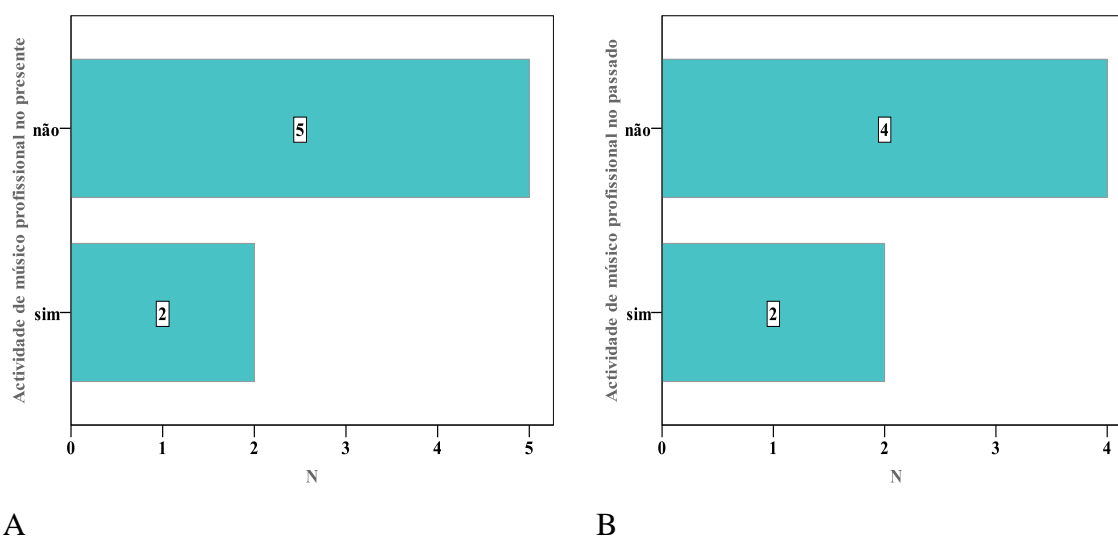 Actividade de músico profissional no presente
não
5
sim
2
0 1 2 3 4 5
N
A
Actividade de músico profissional no passado
não
4
sim
2
0 1 2 3 4
N
B